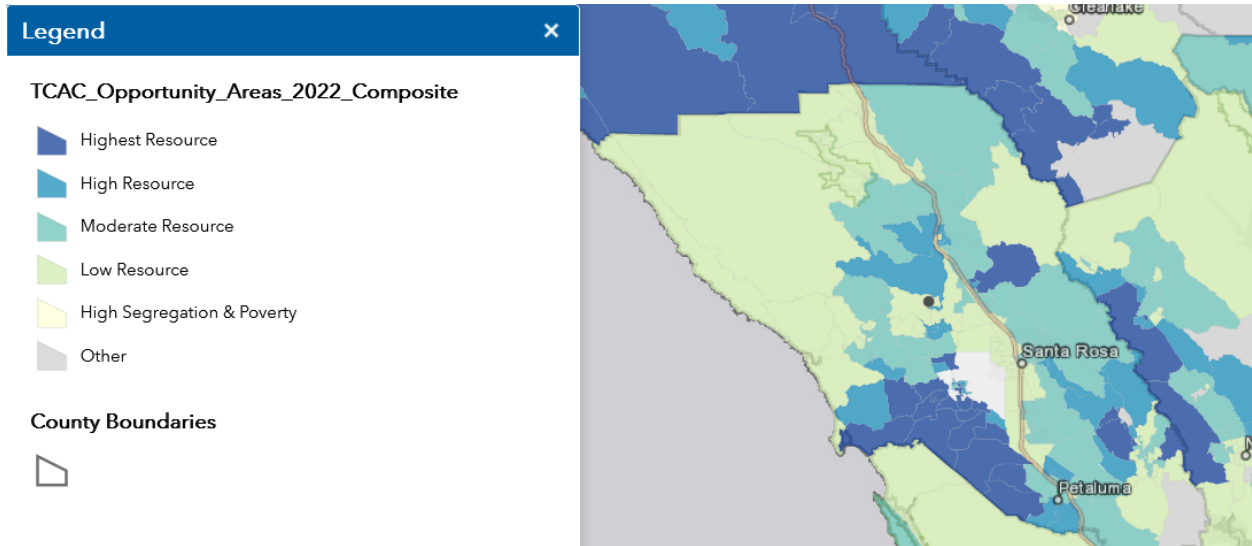 Legend
TCAC_Opportunity_Areas_2022_Composite
Highest Resource
High Resource
Moderate Resource
Low Resource
High Segregation & Poverty
Other
County Boundaries
Clearlake
Santa Rosa
Petaluma
N